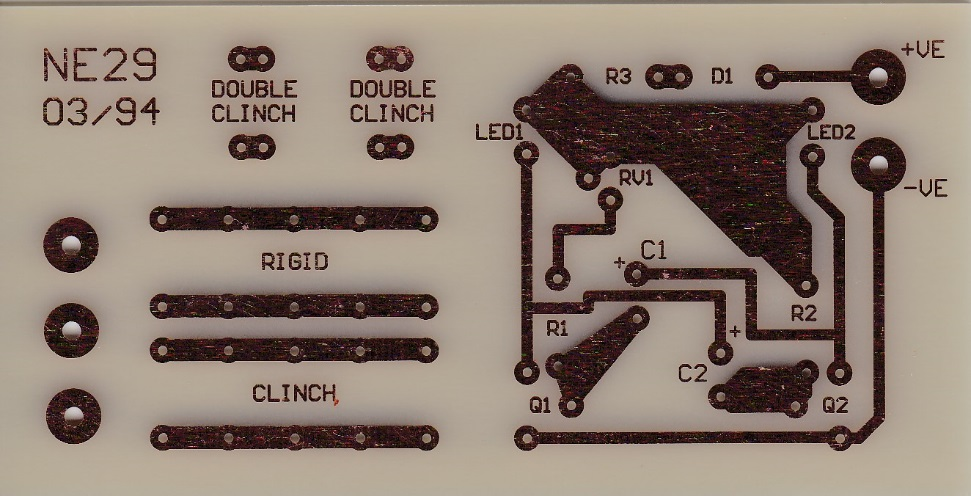 NE29
03/94
DOUBLE
CLINCH
DOUBLE
CLINCH
RIGID
CLINCH
R3
D1
+VE
LED1
LED2
RV1
-VE
+
C1
R1
R2
+
C2
Q1
Q2